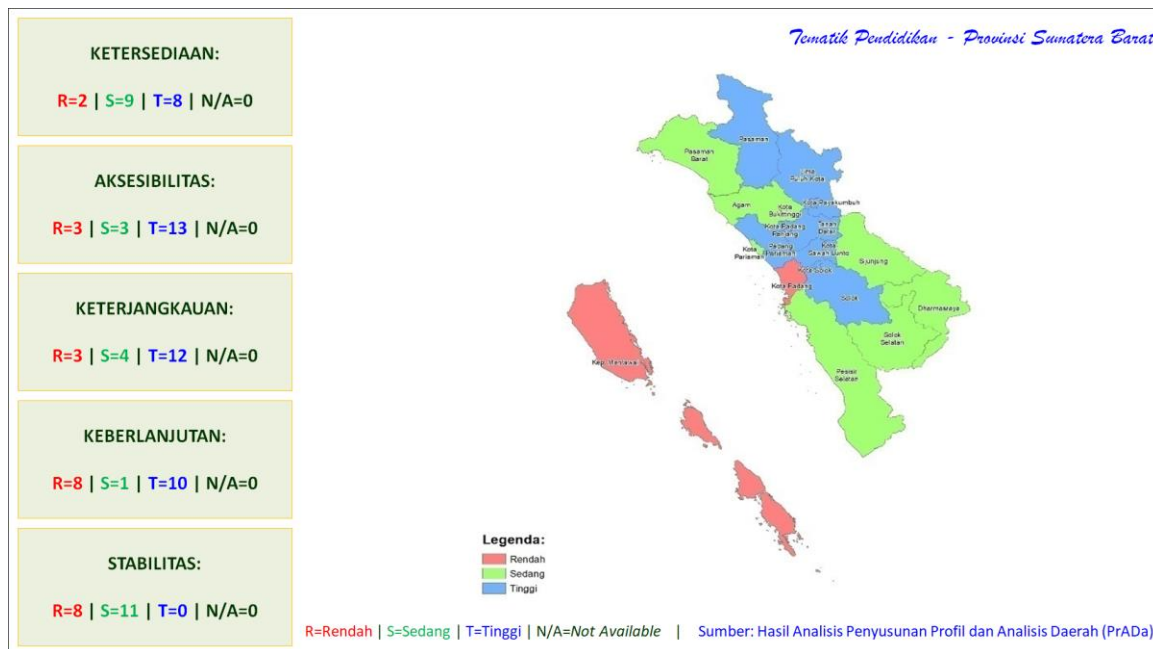 Tematik Pendidikan - Provinsi Sumatera Barat
KETERSEDIAAN:
R=2 | S=9 | T=8 | N/A=0
AKSESIBILITAS:
R=3 | S=3 | T=13 | N/A=0
KETERJANGKAUAN:
R=3 | S=4 | T=12 | N/A=0
KEBERLANJUTAN:
R=8 | S=1 | T=10 | N/A=0
STABILITAS:
R=8 | S=11 | T=0 | N/A=0
Pasaman
Pasaman
Barat
Lima
Puluh Kota
Kota Payakumbuh
Agam
Kota
Bukittinggi
Kota Padang
Panjang
Tanah
Datar
Kota
Pariaman
Padang
Pariaman
Kota
Sawah Lunto
Sijunjung
Kota Solok
Kota Padang
Solok
Dharmasraya
Solok
Selatan
Pesisir
Selatan
Kep. Mentawai
Legenda:
Rendah
Sedang
Tinggi
R=Rendah | S=Sedang | T=Tinggi | N/A=Not Available | Sumber: Hasil Analisis Penyusunan Profil dan Analisis Daerah (PrADa)